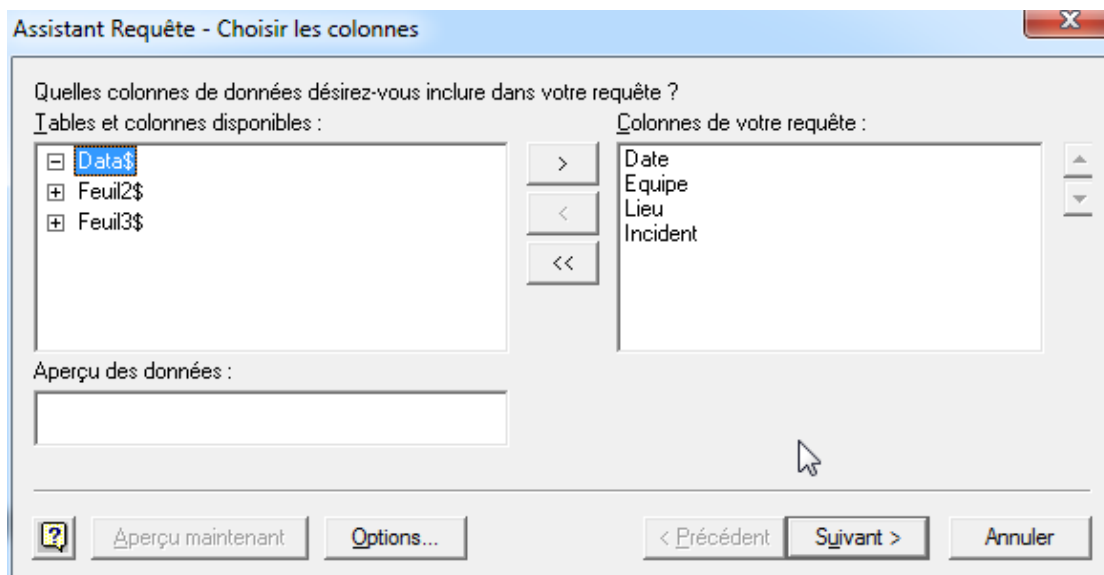 Assistant Requête - Choisir les colonnes
Quelles colonnes de données désirez-vous inclure dans votre requête ?
Tables et colonnes disponibles :
Colonnes de votre requête :
Data$
Feuil2$
Feuil3$
>
<
<<
Date
Equipe
Lieu
Incident
Aperçu des données :
Aperçu maintenant
Options...
< Précédent
Suivant >
Annuler